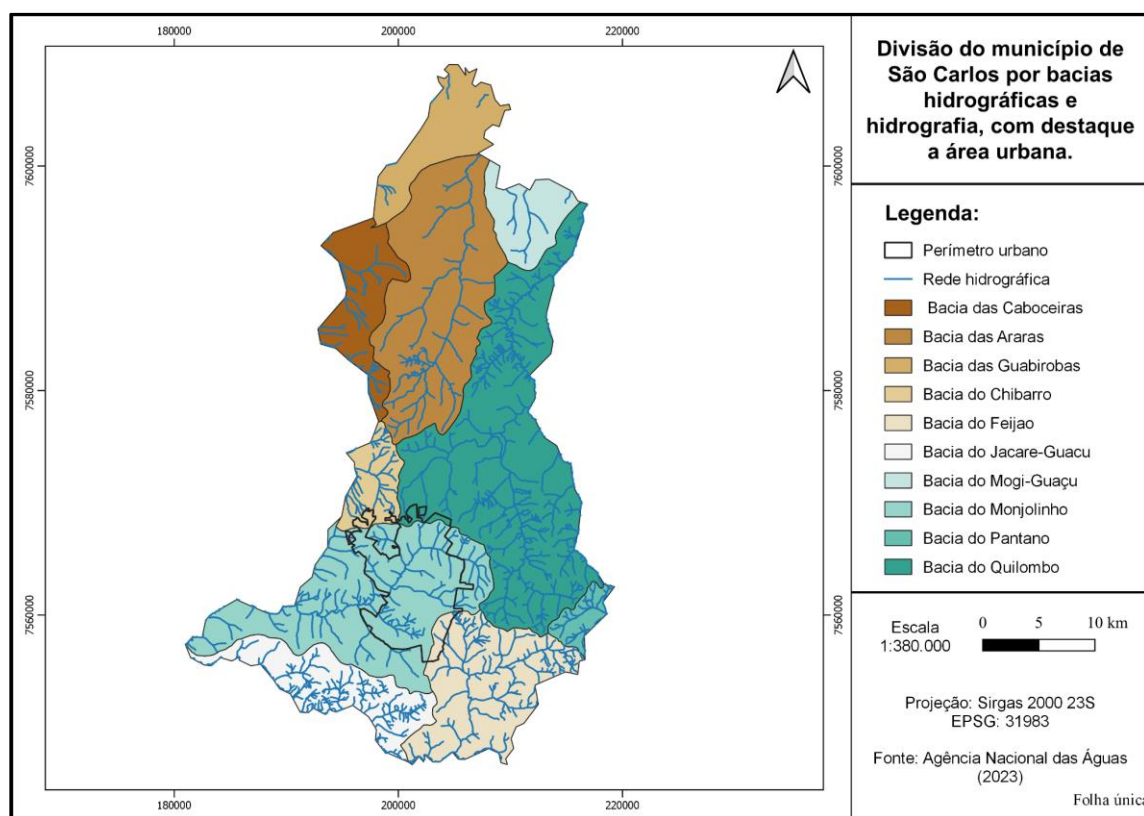 180000
200000
220000
7600000
7580000
7560000
7600000
7580000
7560000
180000
200000
220000
Divisão do município de
São Carlos por bacias
hidrográficas e
hidrografia, com destaque
a área urbana.
Legenda:
Perímetro urbano
Rede hidrográfica
Bacia das Caboceiras
Bacia das Araras
Bacia das Guabirobas
Bacia do Chibarro
Bacia do Feijao
Bacia do Jacare-Guacu
Bacia do Mogi-Guaçu
Bacia do Monjolinho
Bacia do Pantano
Bacia do Quilombo
Escala
1:380.000
0 5 10 km
Projeção: Sirgas 2000 23S
EPSG: 31983
Fonte: Agência Nacional das Águas
(2023)
Folha única